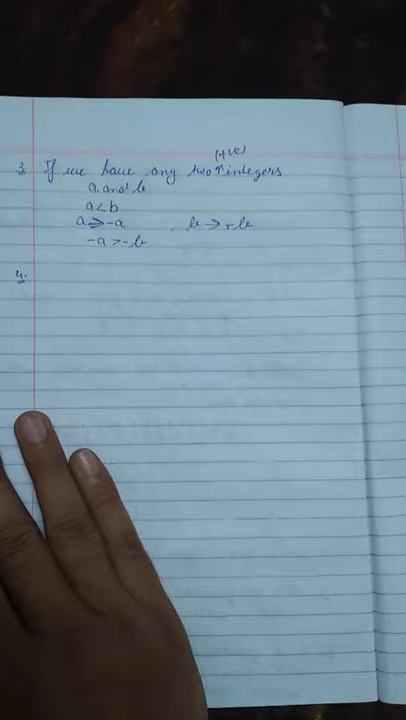 (+ve)
3. If we have any two ↑ integers
a and b
a < b
a → -a , b → -b
-a > -b
4.